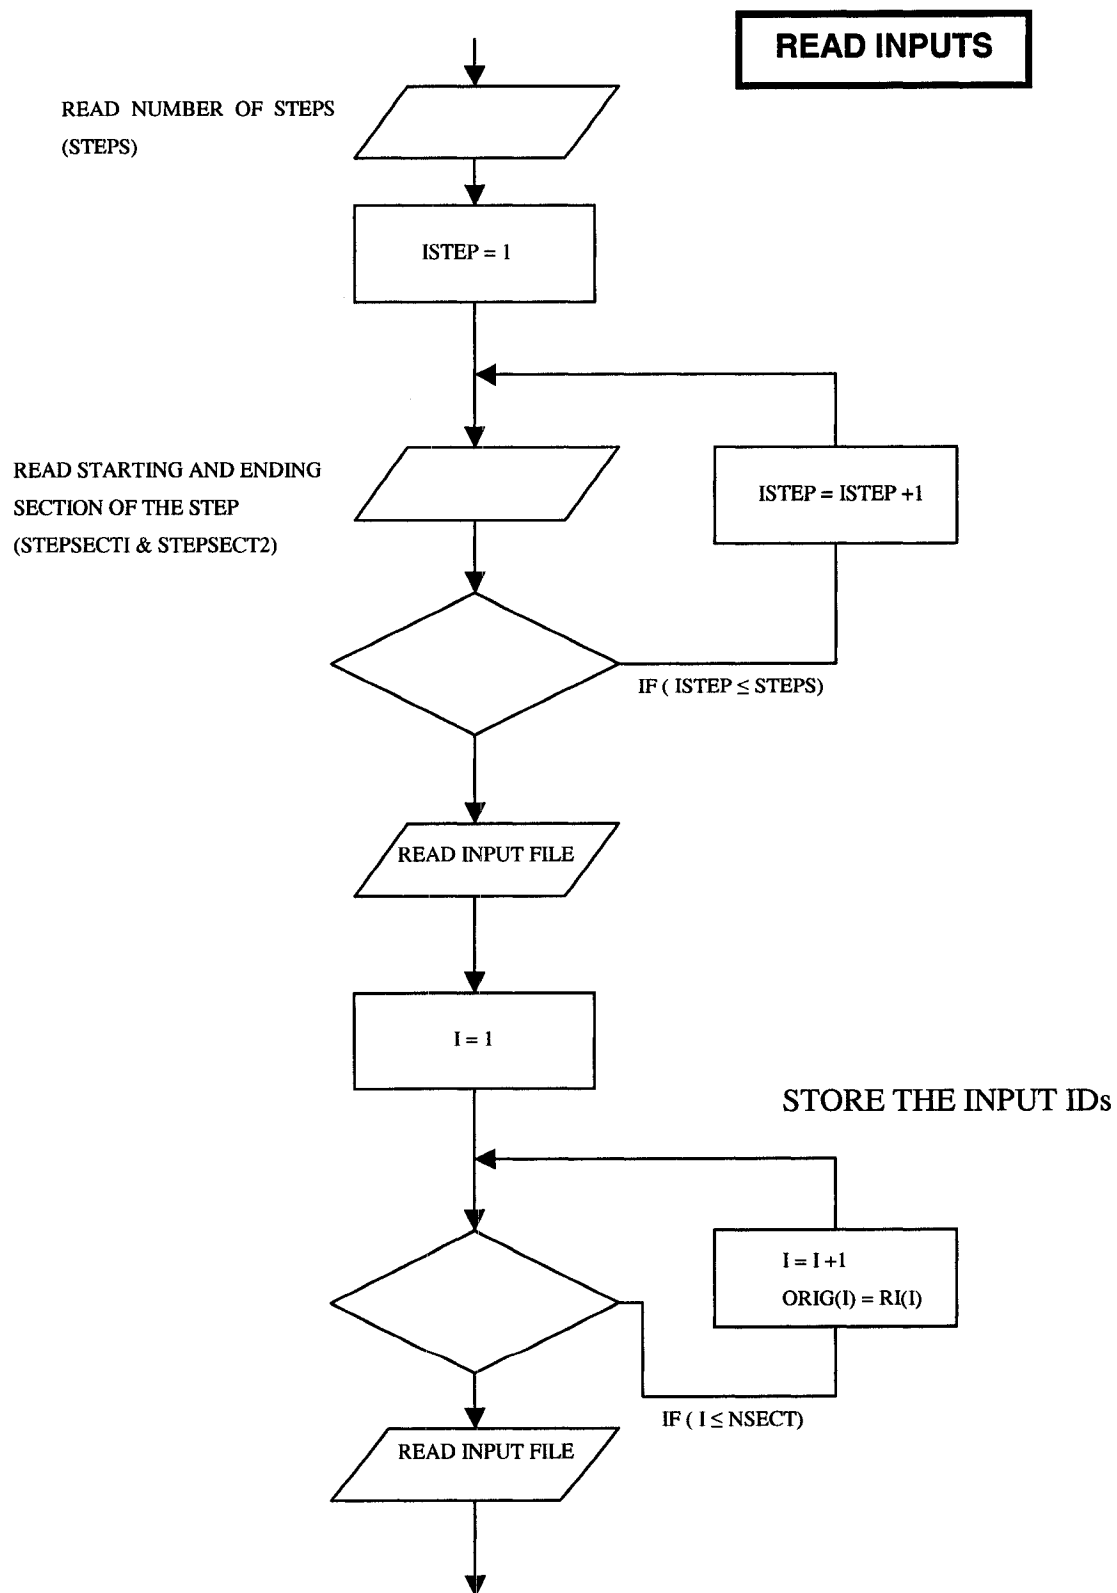 READ INPUTS
READ NUMBER OF STEPS
(STEPS)
ISTEP = 1
READ STARTING AND ENDING
SECTION OF THE STEP
(STEPSECTI & STEPSECT2)
ISTEP = ISTEP +1
IF ( ISTEP ≤ STEPS)
READ INPUT FILE
I = 1
STORE THE INPUT IDs
I = I +1
ORIG(I) = RI(I)
IF ( I ≤ NSECT)
READ INPUT FILE